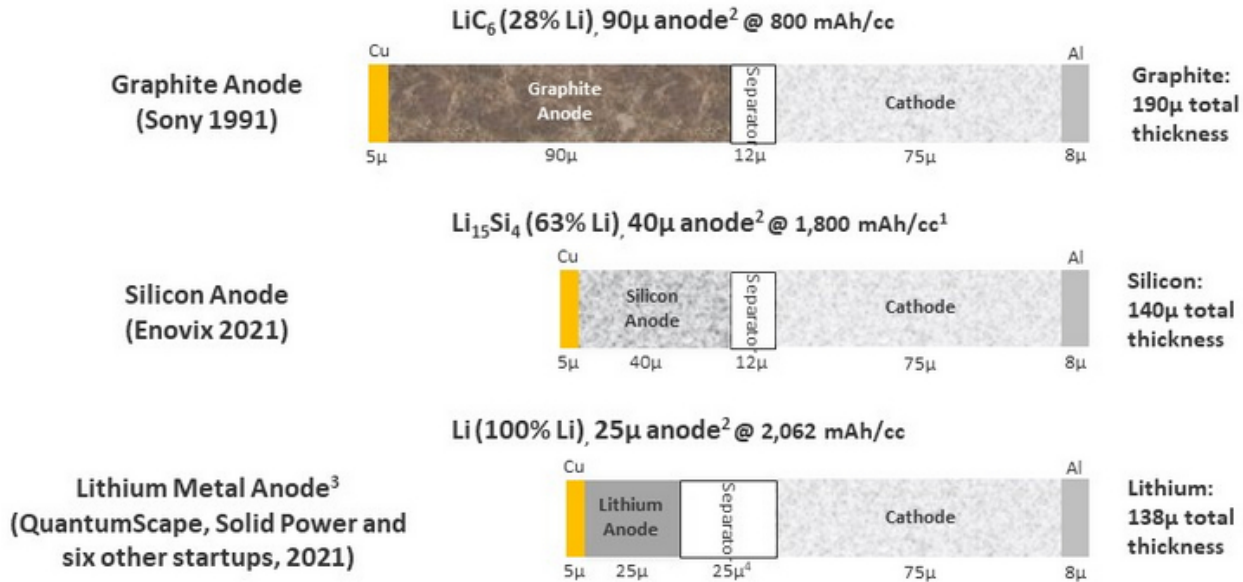 LiC6 (28% Li), 90µ anode2 @ 800 mAh/cc
Cu
Al
Graphite Anode
(Sony 1991)
Graphite
Anode
Separator
Cathode
Graphite:
190µ total
thickness
5µ
90µ
12µ
75µ
8µ
Li15Si4 (63% Li), 40µ anode2 @ 1,800 mAh/cc1
Cu
Al
Silicon Anode
(Enovix 2021)
Silicon
Anode
Separator
Cathode
Silicon:
140µ total
thickness
5µ
40µ
12µ
75µ
8µ
Li (100% Li), 25µ anode2 @ 2,062 mAh/cc
Cu
Al
Lithium Metal Anode3
(QuantumScape, Solid Power and
six other startups, 2021)
Lithium
Anode
Separator
Cathode
Lithium:
138µ total
thickness
5µ
25µ
25µ4
75µ
8µ